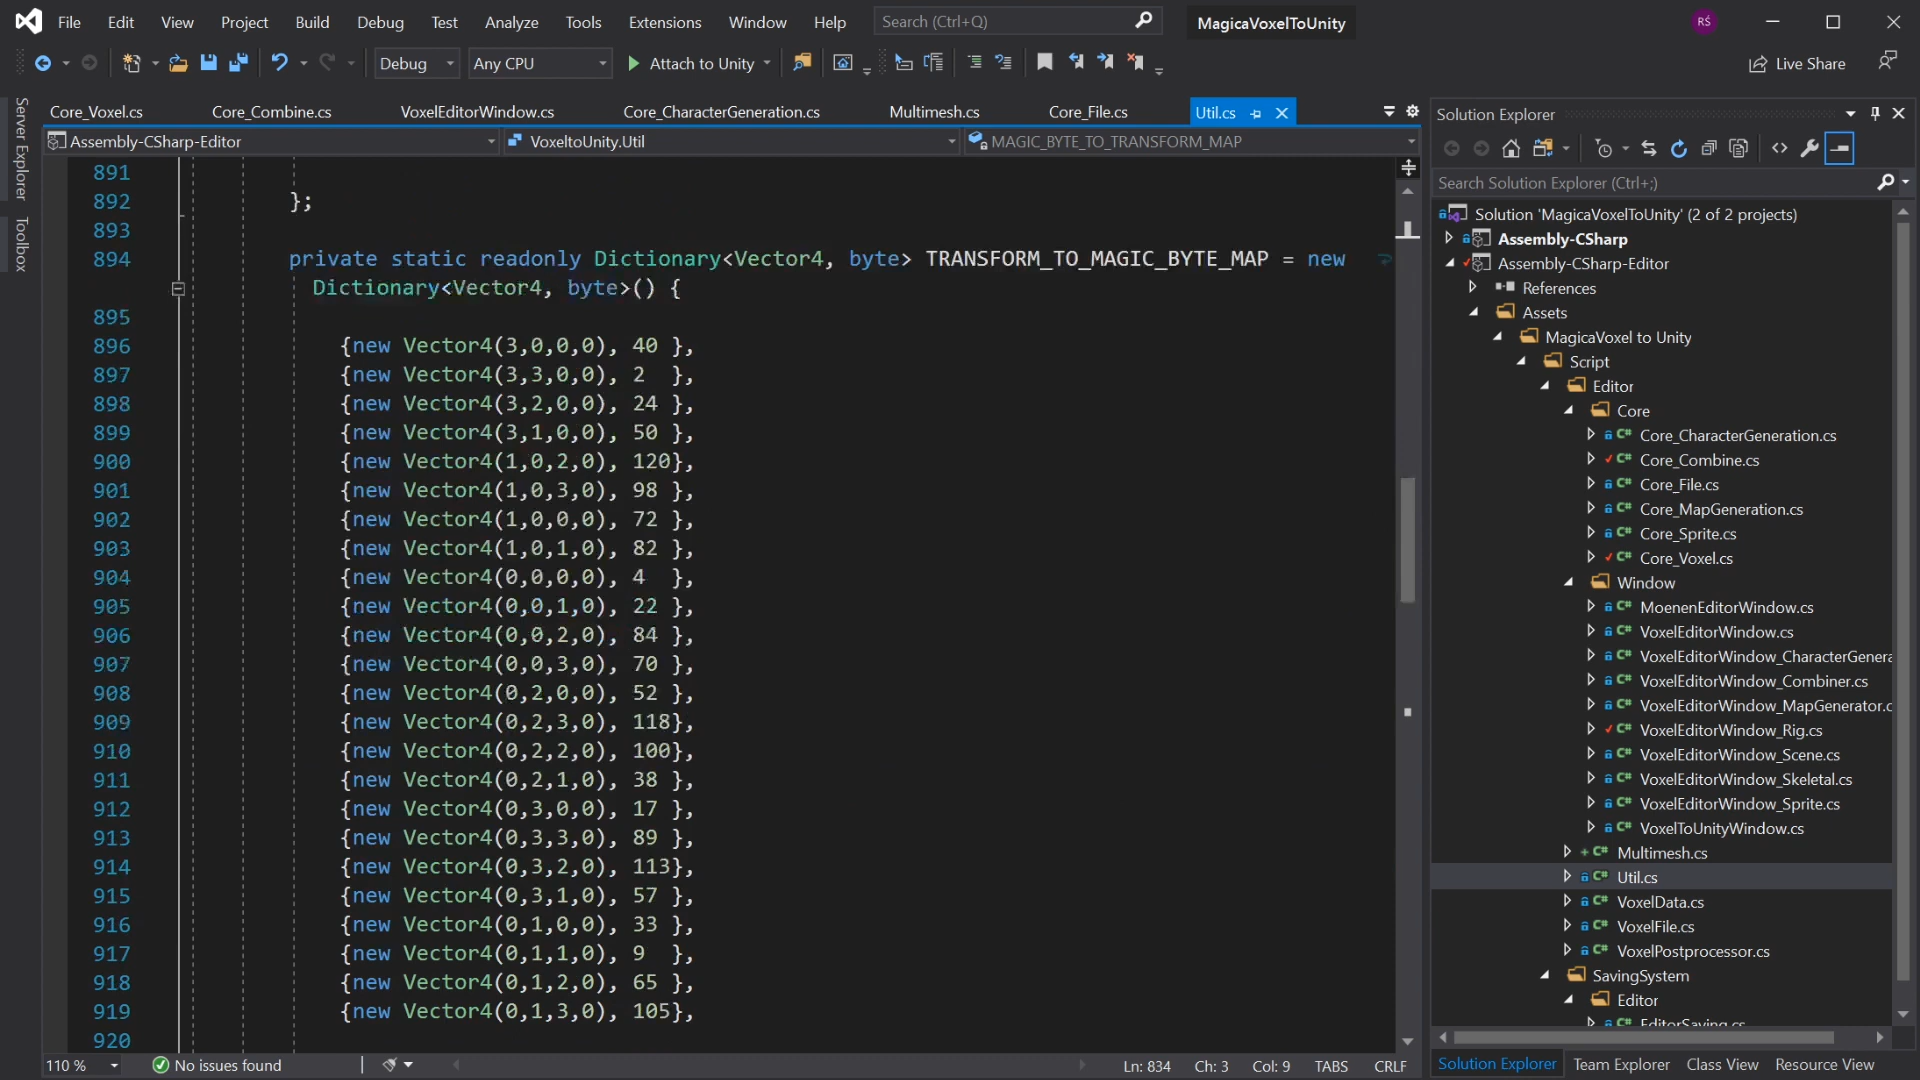 File Edit View Project Build Debug Test Analyze Tools Extensions Window Help Search (Ctrl+Q) MagicaVoxelToUnity RŚ
Debug Any CPU Attach to Unity Live Share
Server Explorer
Toolbox
Core_Voxel.cs Core_Combine.cs VoxelEditorWindow.cs Core_CharacterGeneration.cs Multimesh.cs Core_File.cs Util.cs
Assembly-CSharp-Editor VoxeltoUnity.Util MAGIC_BYTE_TO_TRANSFORM_MAP
891
892 };
893
894 private static readonly Dictionary<Vector4, byte> TRANSFORM_TO_MAGIC_BYTE_MAP = new
Dictionary<Vector4, byte>() {
895
896 {new Vector4(3,0,0,0), 40 },
897 {new Vector4(3,3,0,0), 2 },
898 {new Vector4(3,2,0,0), 24 },
899 {new Vector4(3,1,0,0), 50 },
900 {new Vector4(1,0,2,0), 120},
901 {new Vector4(1,0,3,0), 98 },
902 {new Vector4(1,0,0,0), 72 },
903 {new Vector4(1,0,1,0), 82 },
904 {new Vector4(0,0,0,0), 4 },
905 {new Vector4(0,0,1,0), 22 },
906 {new Vector4(0,0,2,0), 84 },
907 {new Vector4(0,0,3,0), 70 },
908 {new Vector4(0,2,0,0), 52 },
909 {new Vector4(0,2,3,0), 118},
910 {new Vector4(0,2,2,0), 100},
911 {new Vector4(0,2,1,0), 38 },
912 {new Vector4(0,3,0,0), 17 },
913 {new Vector4(0,3,3,0), 89 },
914 {new Vector4(0,3,2,0), 113},
915 {new Vector4(0,3,1,0), 57 },
916 {new Vector4(0,1,0,0), 33 },
917 {new Vector4(0,1,1,0), 9 },
918 {new Vector4(0,1,2,0), 65 },
919 {new Vector4(0,1,3,0), 105},
920
110 % No issues found Ln: 834 Ch: 3 Col: 9 TABS CRLF
Solution Explorer
Search Solution Explorer (Ctrl+;)
Solution 'MagicaVoxelToUnity' (2 of 2 projects)
Assembly-CSharp
Assembly-CSharp-Editor
References
Assets
MagicaVoxel to Unity
Script
Editor
Core
C# Core_CharacterGeneration.cs
C# Core_Combine.cs
C# Core_File.cs
C# Core_MapGeneration.cs
C# Core_Sprite.cs
C# Core_Voxel.cs
Window
C# MoenenEditorWindow.cs
C# VoxelEditorWindow.cs
C# VoxelEditorWindow_CharacterGenera
C# VoxelEditorWindow_Combiner.cs
C# VoxelEditorWindow_MapGenerator.c
C# VoxelEditorWindow_Rig.cs
C# VoxelEditorWindow_Scene.cs
C# VoxelEditorWindow_Skeletal.cs
C# VoxelEditorWindow_Sprite.cs
C# VoxelToUnityWindow.cs
C# Multimesh.cs
C# Util.cs
C# VoxelData.cs
C# VoxelFile.cs
C# VoxelPostprocessor.cs
SavingSystem
Editor
C# EditorSaving.cs
Solution Explorer Team Explorer Class View Resource View